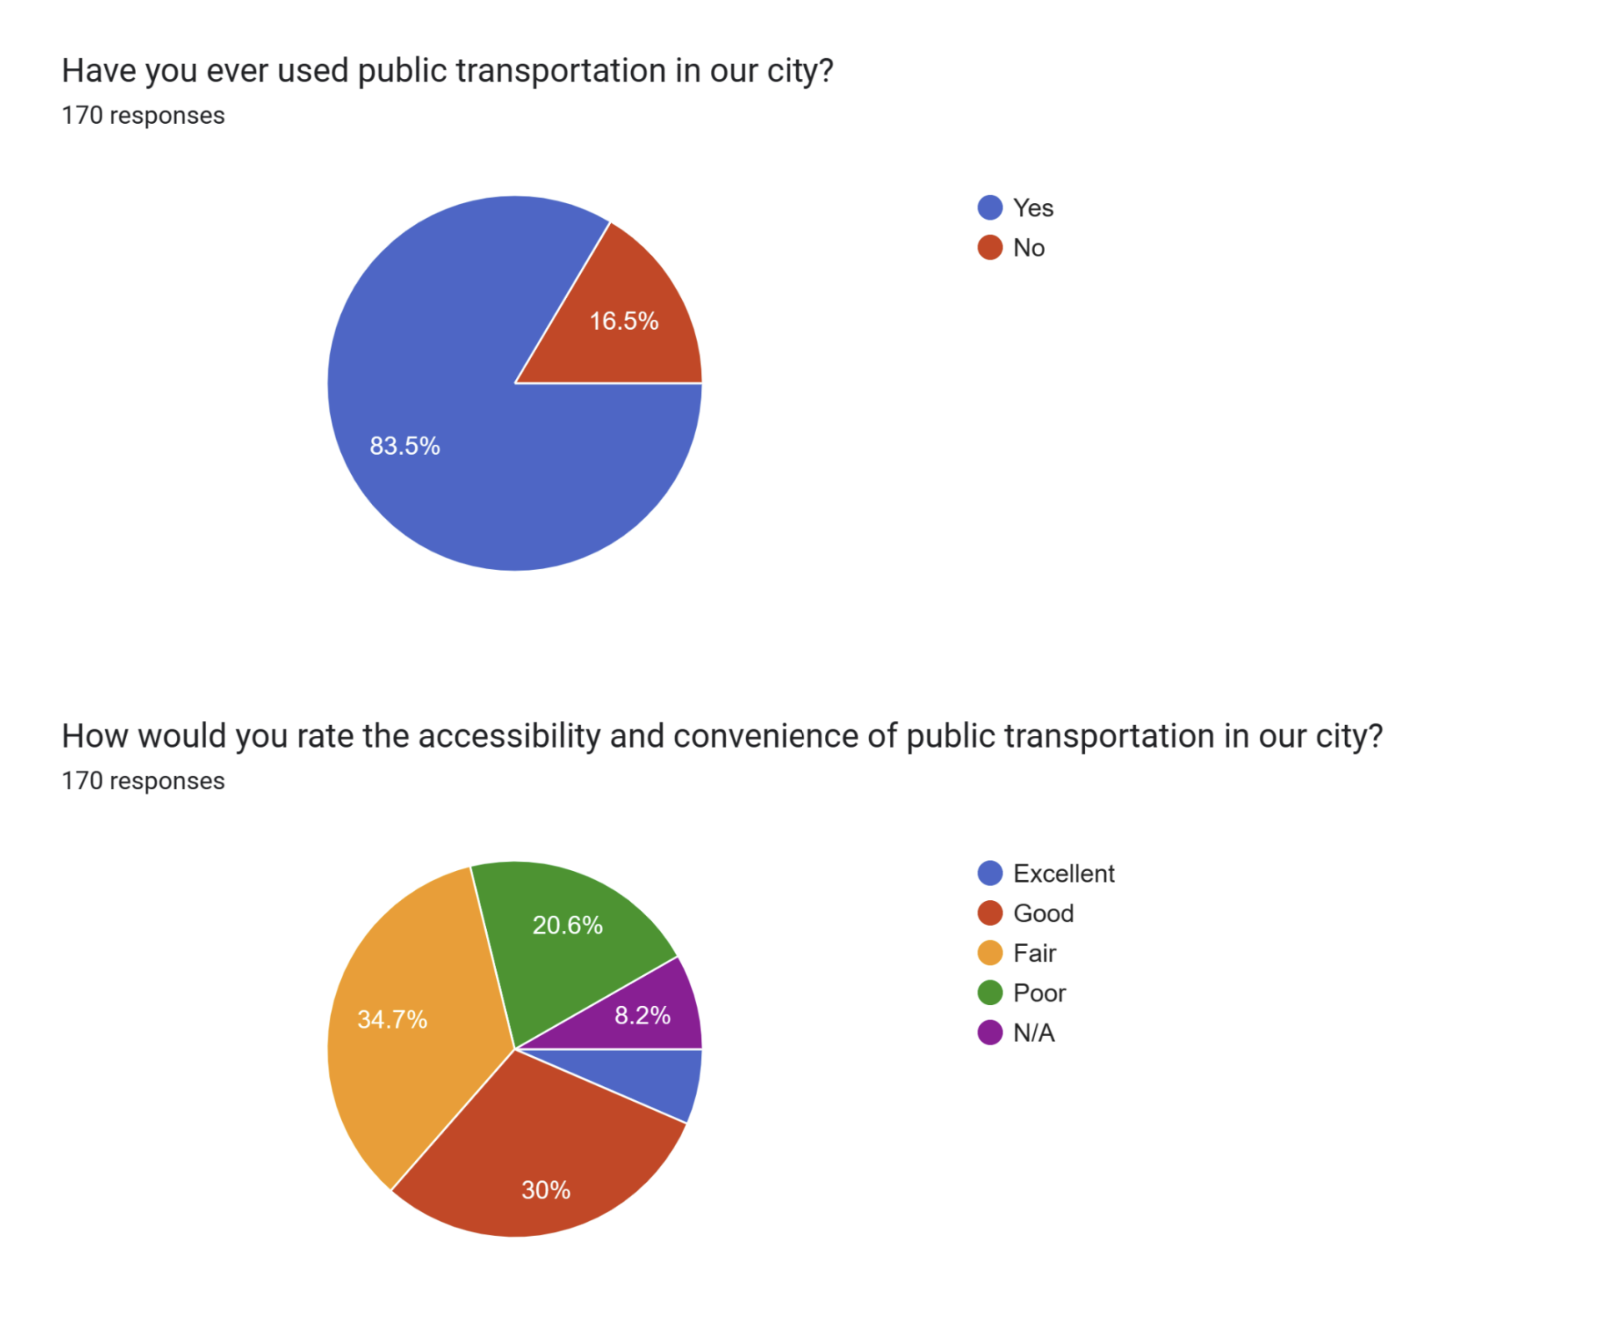 Have you ever used public transportation in our city?
170 responses
Yes
No
16.5%
83.5%
How would you rate the accessibility and convenience of public transportation in our city?
170 responses
Excellent
Good
Fair
Poor
N/A
20.6%
8.2%
34.7%
30%